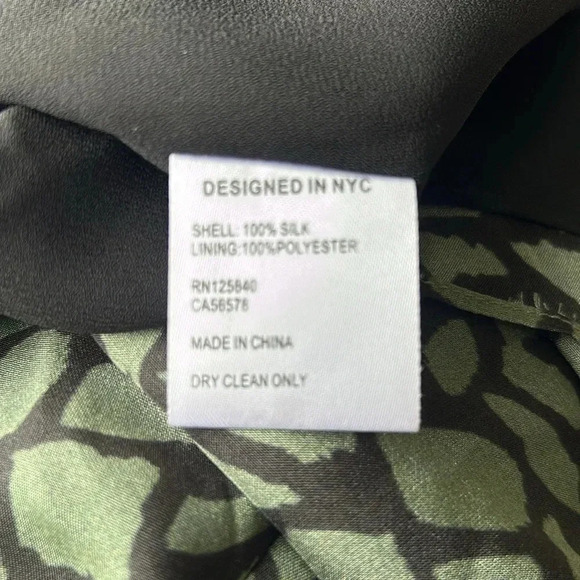 DESIGNED IN NYC
SHELL: 100% SILK
LINING:100%POLYESTER
RN125840
CA56578
MADE IN CHINA
DRY CLEAN ONLY